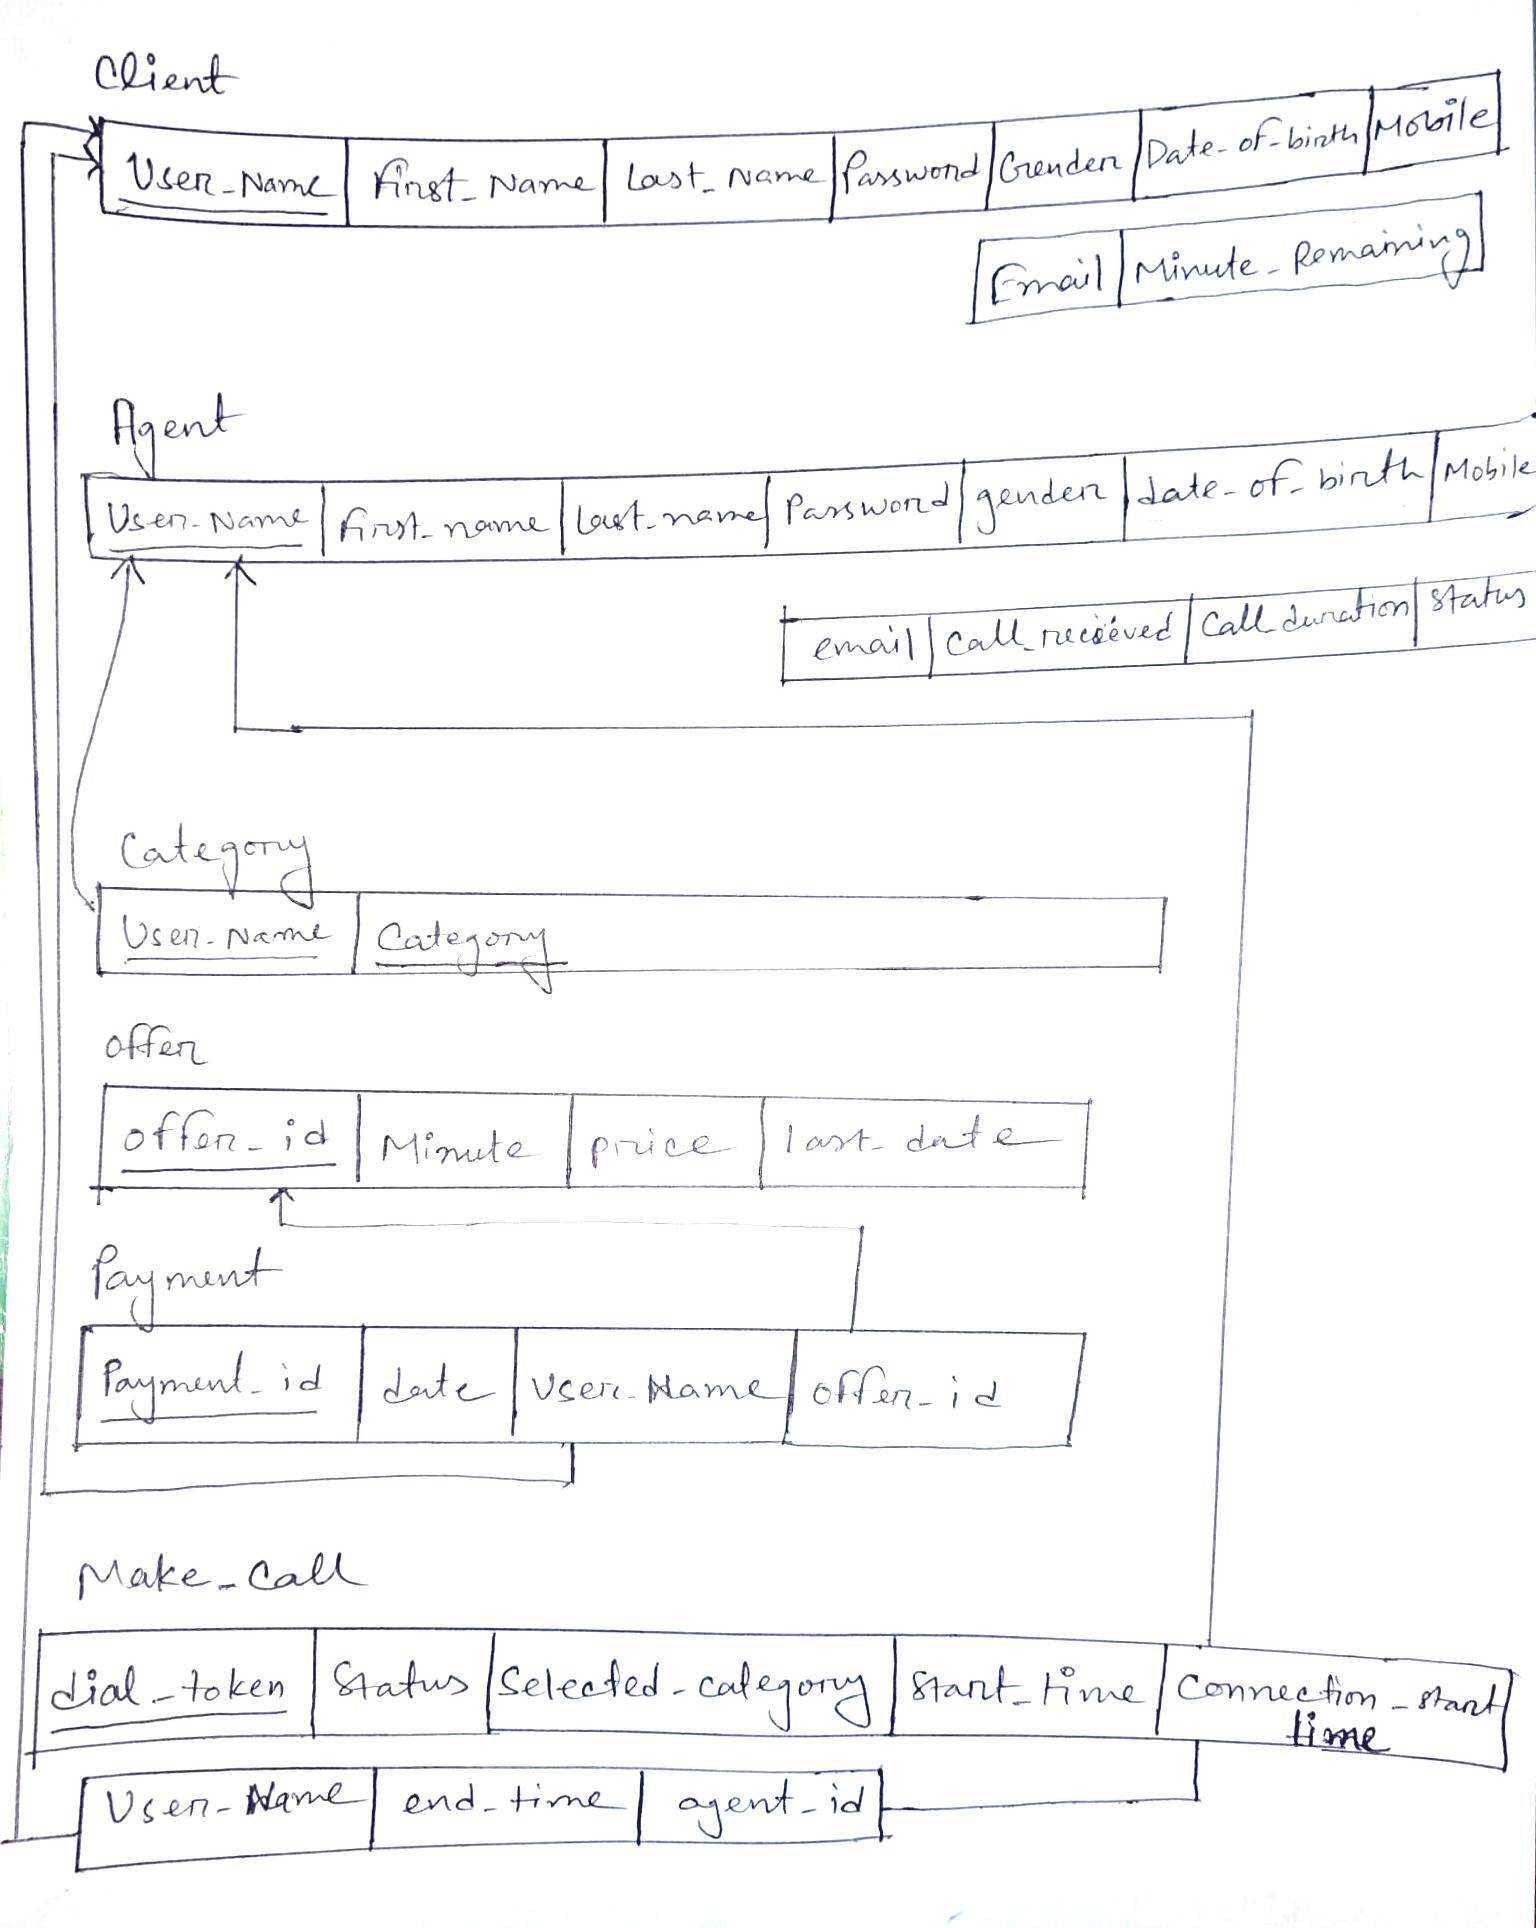 Client
User_Name First_Name Last_Name Password Gender Date-of-birth Mobile
Email Minute_Remaining
Agent
User_Name First_name Last_name Password gender date-of-birth Mobile
email Call_recieved Call_duration status
Category
User_Name Category
offer
offer_id Minute price last_date
Payment
Payment_id date User_Name offer_id
Make_Call
dial_token Status Selected_category Start_time Connection_start
time
User_Name end_time agent_id